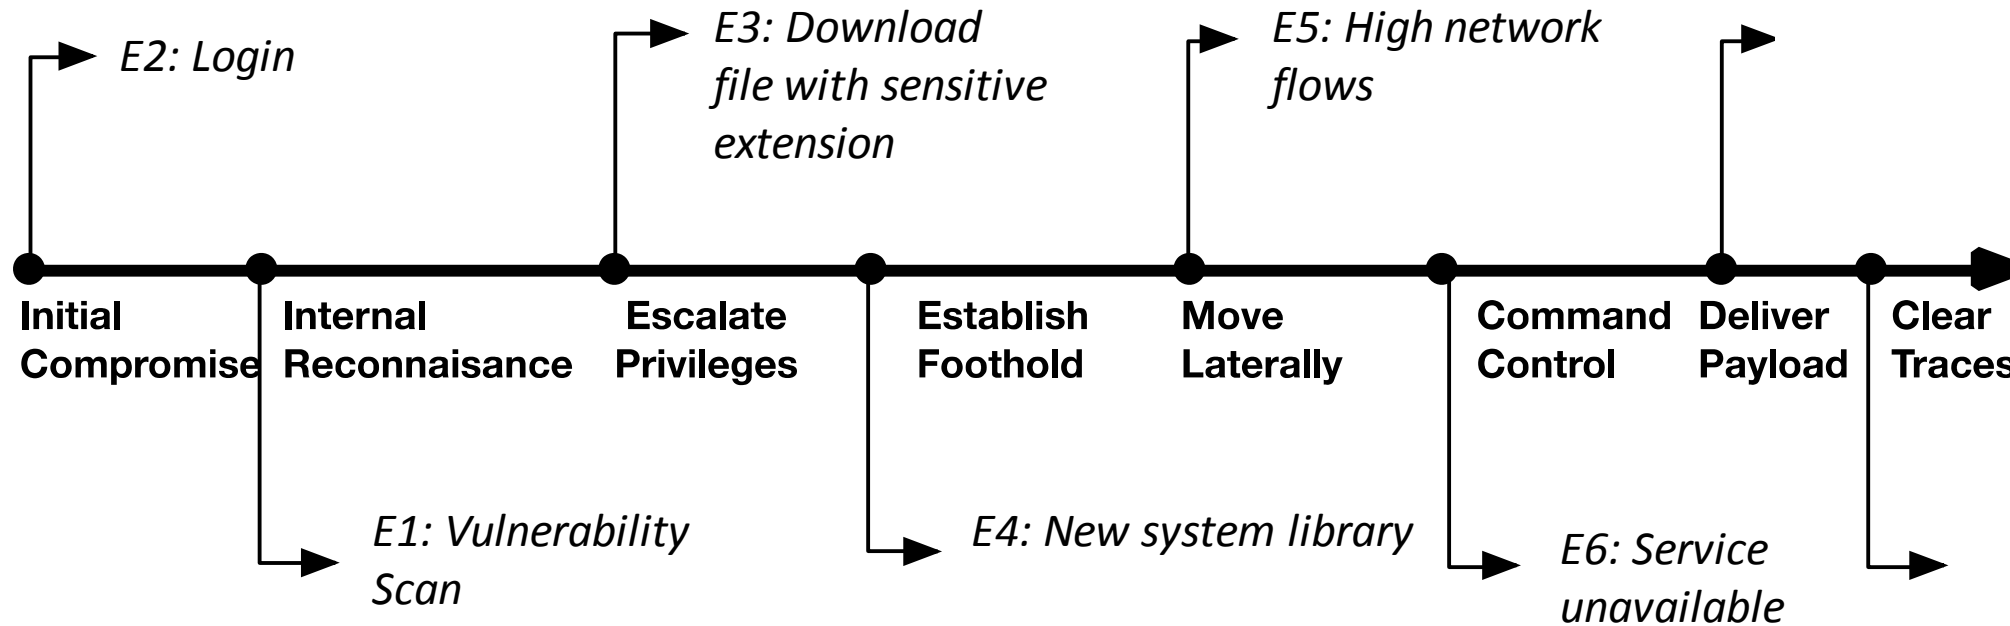 E2: Login
E3: Download
file with sensitive
extension
E5: High network
flows
Initial
Compromise
Internal
Reconnaisance
Escalate
Privileges
Establish
Foothold
Move
Laterally
Command
Control
Deliver
Payload
Clear
Traces
E1: Vulnerability
Scan
E4: New system library
E6: Service
unavailable